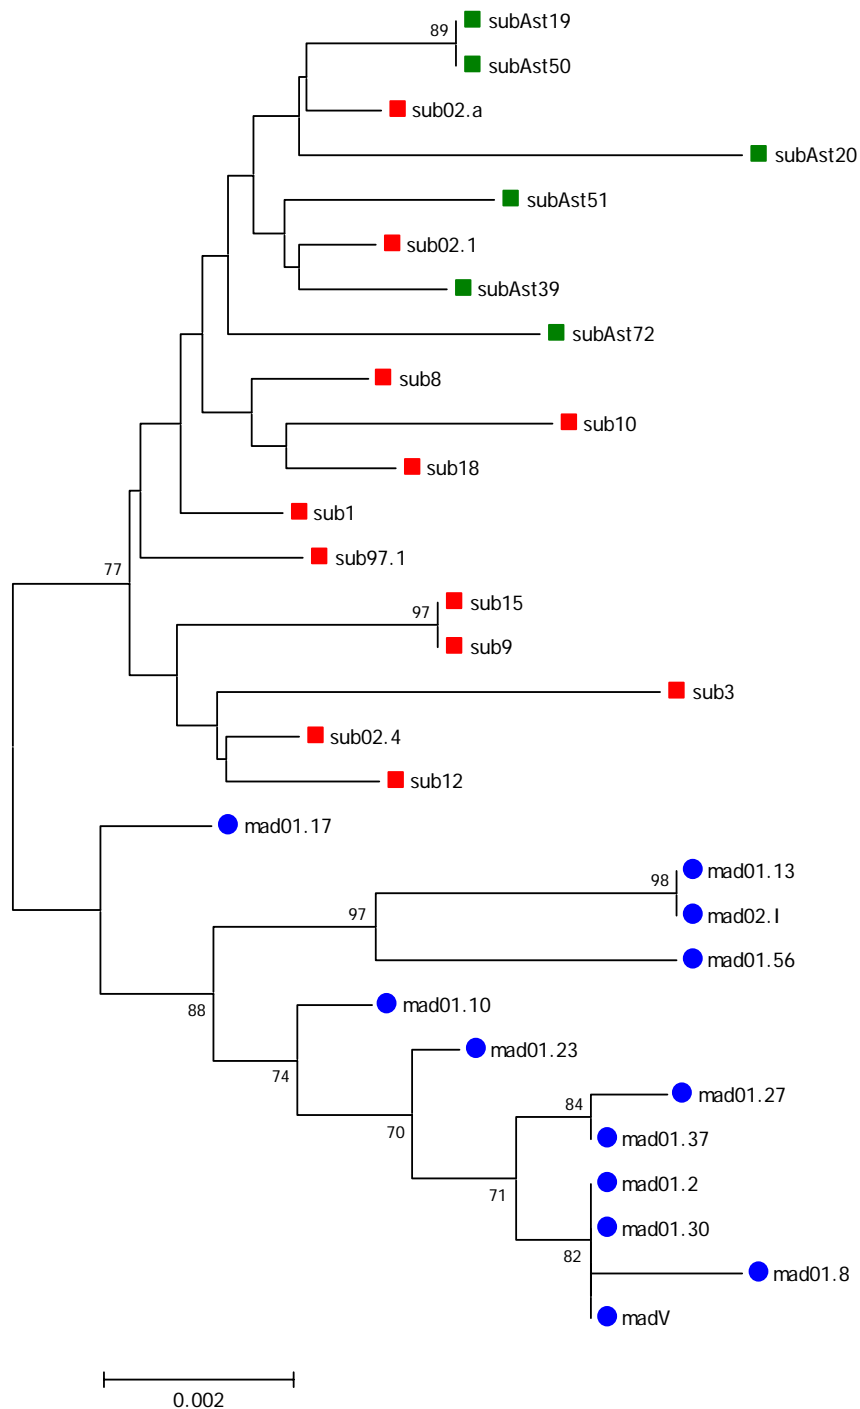 89
subAst19
subAst50
sub02.a
subAst20
subAst51
sub02.1
subAst39
subAst72
sub8
sub10
sub18
sub1
sub97.1
77
97
sub15
sub9
sub3
sub02.4
sub12
mad01.17
98
mad01.13
97
mad02.I
mad01.56
88
mad01.10
74
mad01.23
84
mad01.27
70
mad01.37
71
mad01.2
mad01.30
82
mad01.8
madV
0.002